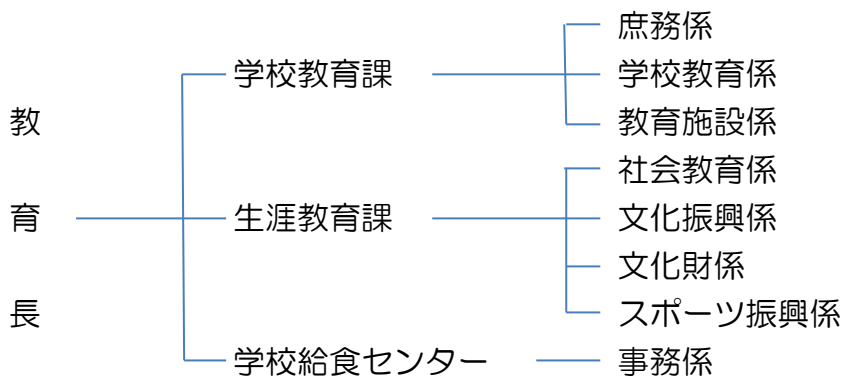 教育長
学校教育課
庶務係
学校教育係
教育施設係
生涯教育課
社会教育係
文化振興係
文化財係
スポーツ振興係
学校給食センター
事務係